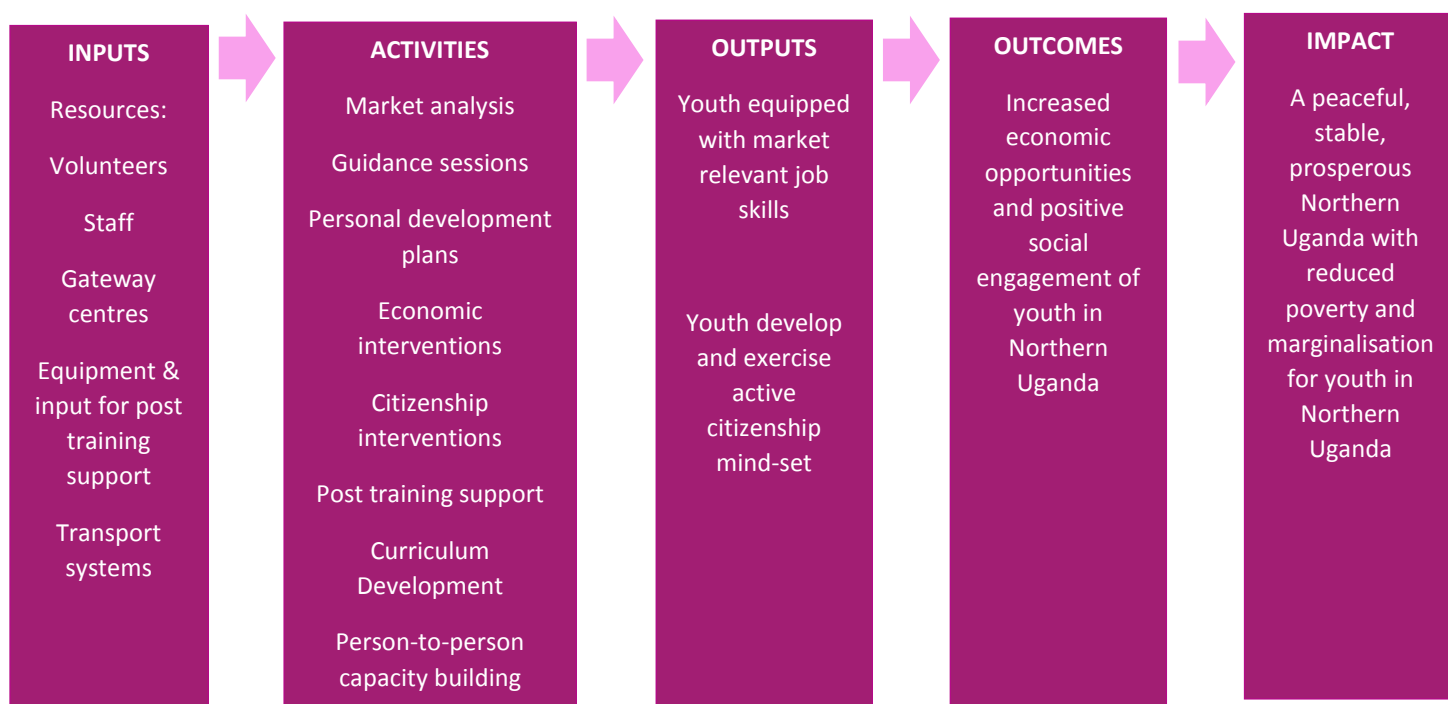 INPUTS
Resources:
Volunteers
Staff
Gateway
centres
Equipment &
input for post
training
support
Transport
systems
ACTIVITIES
Market analysis
Guidance sessions
Personal development
plans
Economic
interventions
Citizenship
interventions
Post training support
Curriculum
Development
Person-to-person
capacity building
OUTPUTS
Youth equipped
with market
relevant job
skills
Youth develop
and exercise
active
citizenship
mind-set
OUTCOMES
Increased
economic
opportunities
and positive
social
engagement of
youth in
Northern
Uganda
IMPACT
A peaceful,
stable,
prosperous
Northern
Uganda with
reduced
poverty and
marginalisation
for youth in
Northern
Uganda